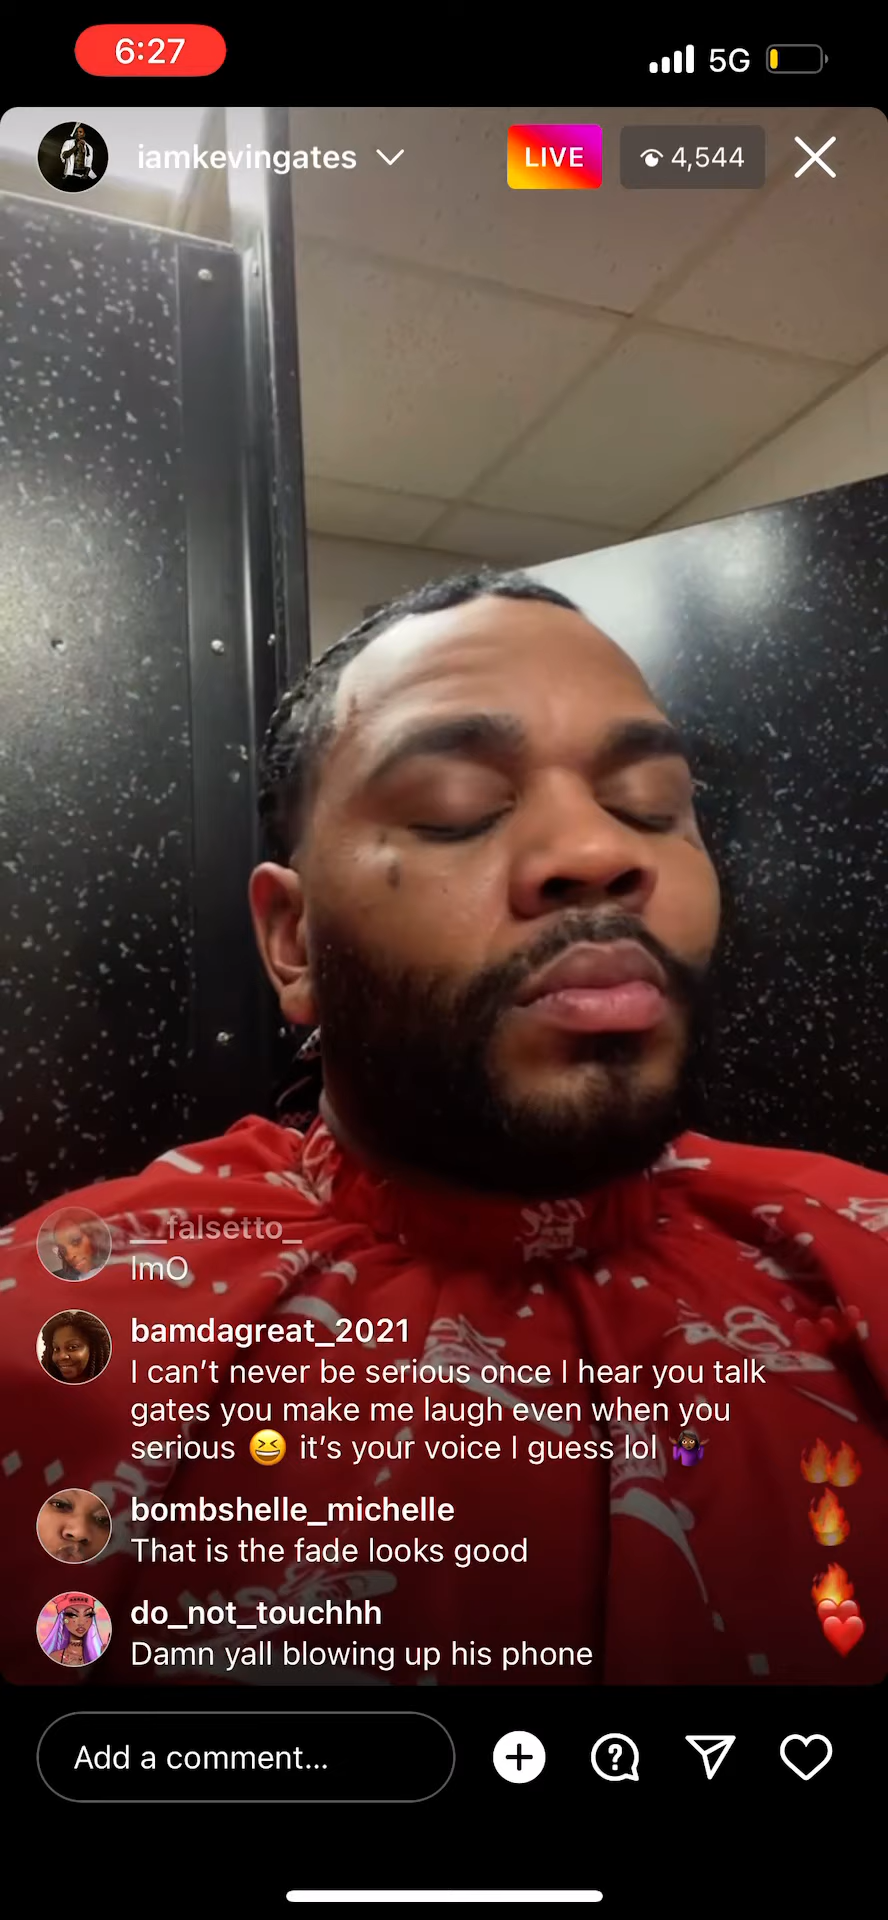 6:27
5G
iamkevingates
LIVE
4,544
__falsetto_
lmO
bamdagreat_2021
I can’t never be serious once I hear you talk
gates you make me laugh even when you
serious 😆 it’s your voice I guess lol 🤷🏿‍♀️
bombshelle_michelle
That is the fade looks good
do_not_touchhh
Damn yall blowing up his phone
Add a comment...